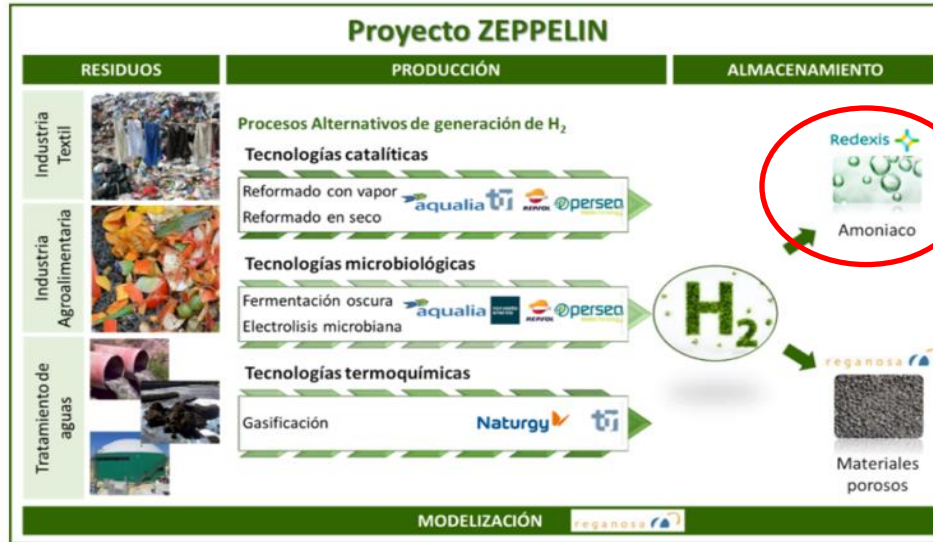 Proyecto ZEPPELIN
RESIDUOS
PRODUCCIÓN
ALMACENAMIENTO
Industria
Textil
Industria
Agroalimentaria
Tratamiento de
aguas
Procesos Alternativos de generación de H₂
Tecnologías catalíticas
Reformado con vapor
Reformado en seco
aqualia
REPSOL
persea
Tecnologías microbiológicas
Fermentación oscura
Electrolisis microbiana
aqualia
REPSOL
persea
Tecnologías termoquímicas
Gasificación
Naturgy
H₂
Redexis
Amoniaco
reganosa
Materiales
porosos
MODELIZACIÓN
reganosa